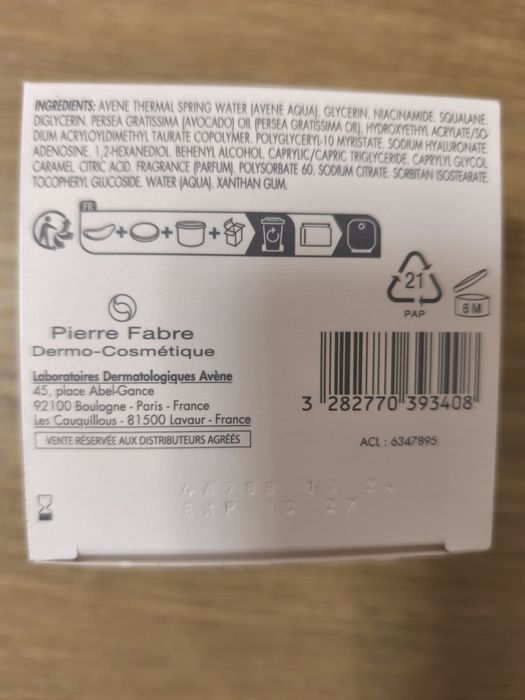 INGREDIENTS: AVENE THERMAL SPRING WATER (AVENE AQUA). GLYCERIN. NIACINAMIDE. SQUALANE.
DIGLYCERIN. PERSEA GRATISSIMA (AVOCADO) OIL (PERSEA GRATISSIMA OIL). HYDROXYETHYL ACRYLATE/SO-
DIUM ACRYLOYLDIMETHYL TAURATE COPOLYMER. POLYGLYCERYL-10 MYRISTATE. SODIUM HYALURONATE.
ADENOSINE. 1,2-HEXANEDIOL. BEHENYL ALCOHOL. CAPRYLIC/CAPRIC TRIGLYCERIDE. CAPRYLYL GLYCOL.
CARAMEL. CITRIC ACID. FRAGRANCE (PARFUM). POLYSORBATE 60. SODIUM CITRATE. SORBITAN ISOSTEARATE.
TOCOPHERYL GLUCOSIDE. WATER (AQUA). XANTHAN GUM.
FR
21
PAP
6 M
Pierre Fabre
Dermo-Cosmétique
Laboratoires Dermatologiques Avène
45, place Abel-Gance
92100 Boulogne - Paris - France
Les Cauquillous - 81500 Lavaur - France
VENTE RÉSERVÉE AUX DISTRIBUTEURS AGRÉÉS
3 282770 393408
ACL : 6347895
24
EXP 10 27